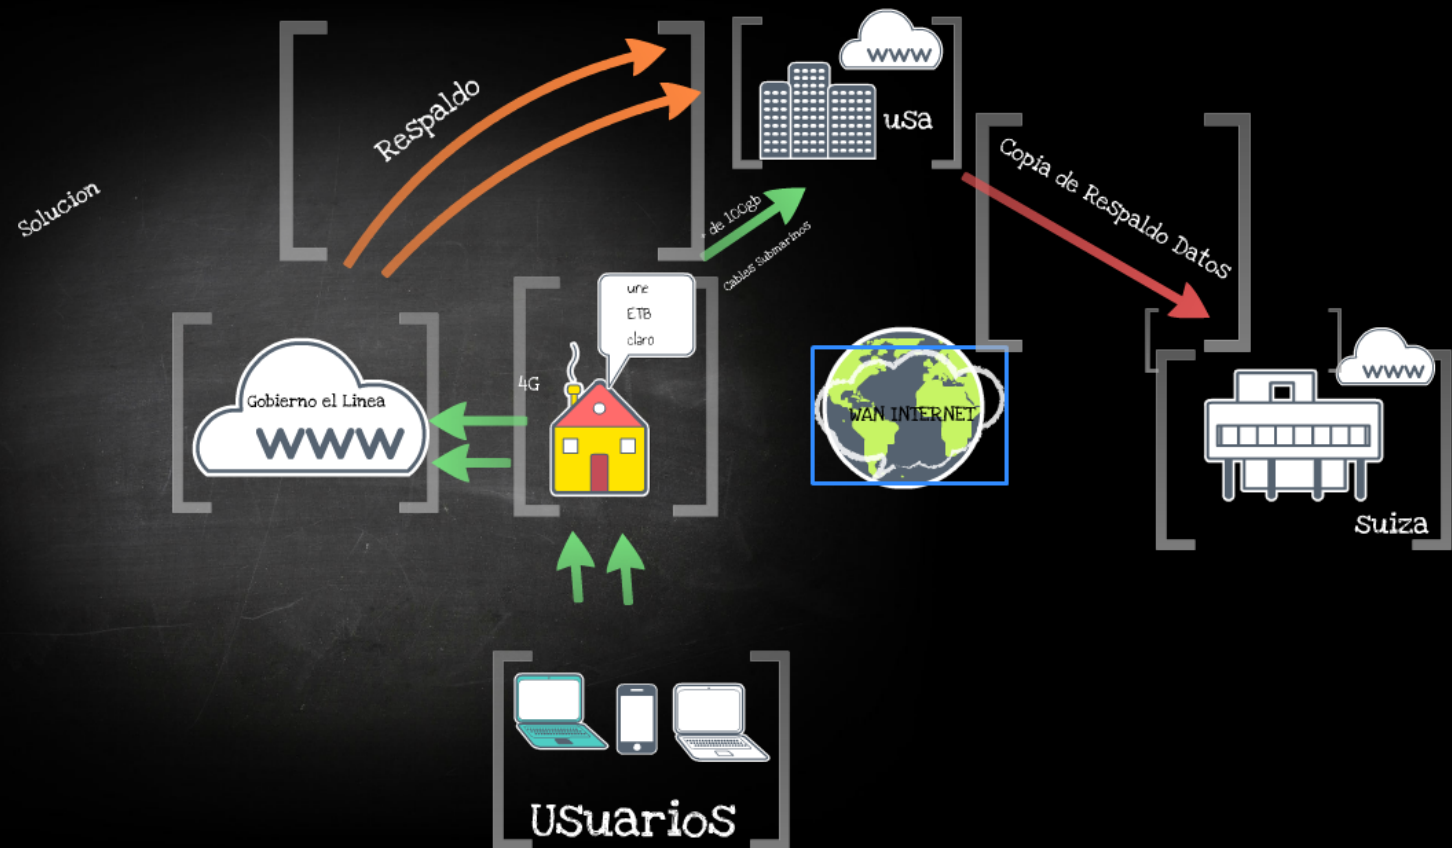 Solucion
Respaldo
www
usa
Copia de Respaldo Datos
de 100gb
Cables Submarinos
une
ETB
claro
4G
Gobierno el Linea
www
WAN INTERNET
www
suiza
Usuarios